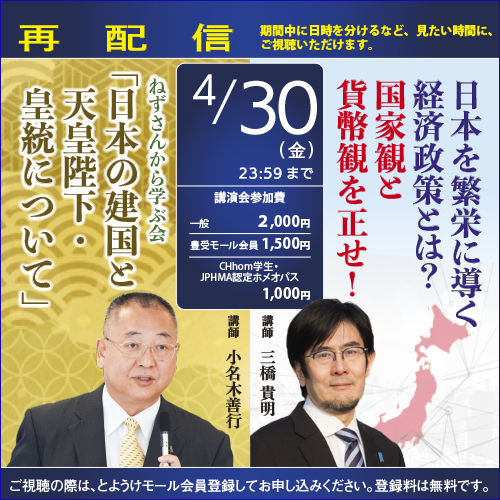 再配信
期間中に日時を分けるなど、見たい時間に、
ご視聴いただけます。
日本を繁栄に導く
経済政策とは?
国家観と
貨幣観を正せ!
4/30
(金)
23:59まで
講演会参加費
一般 2,000円
豊受モール会員 1,500円
CHhom学生・
JPHMA認定ホメオパス
1,000円
ねずさんから学ぶ会
「日本の建国と
天皇陛下・
皇統について」
講師 三橋貴明
講師 小名木善行
ご視聴の際は、とようけモール会員登録してお申し込みください。登録料は無料です。